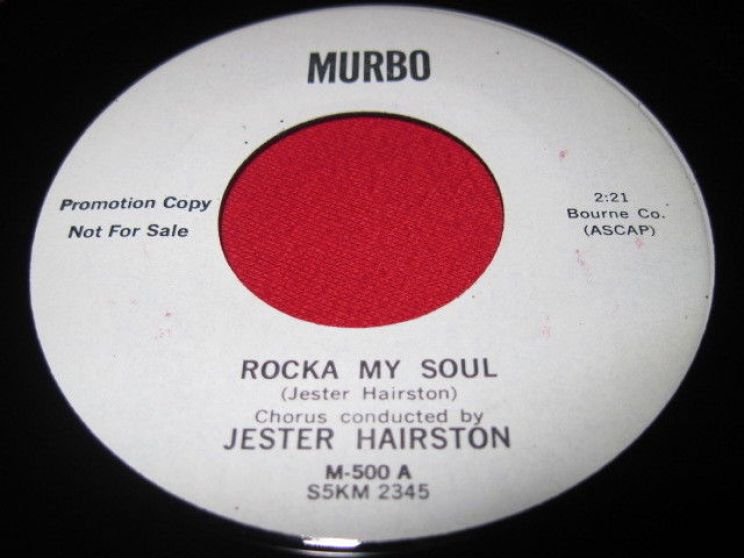 MURBO
Promotion Copy
Not For Sale
2:21
Bourne Co.
(ASCAP)
ROCKA MY SOUL
(Jester Hairston)
Chorus conducted by
JESTER HAIRSTON
M-500 A
S5KM 2345